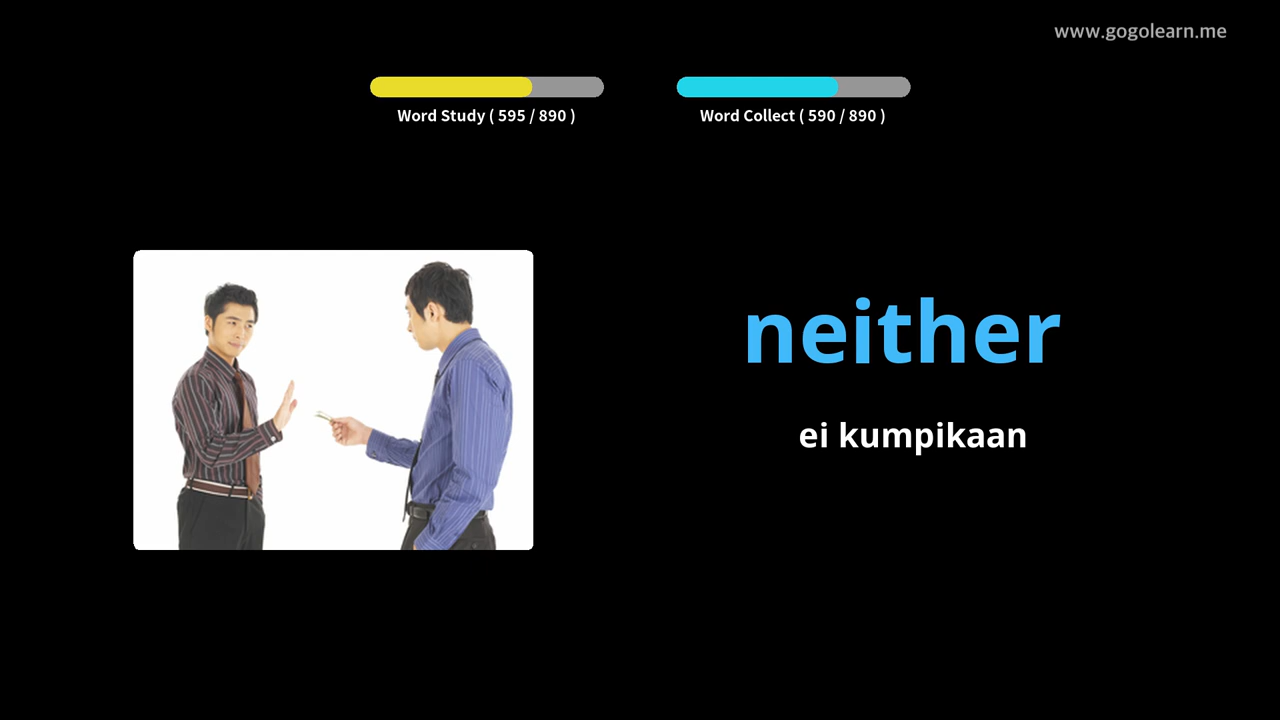 www.gogolearn.me
Word Study ( 595 / 890 )
Word Collect ( 590 / 890 )
neither
ei kumpikaan